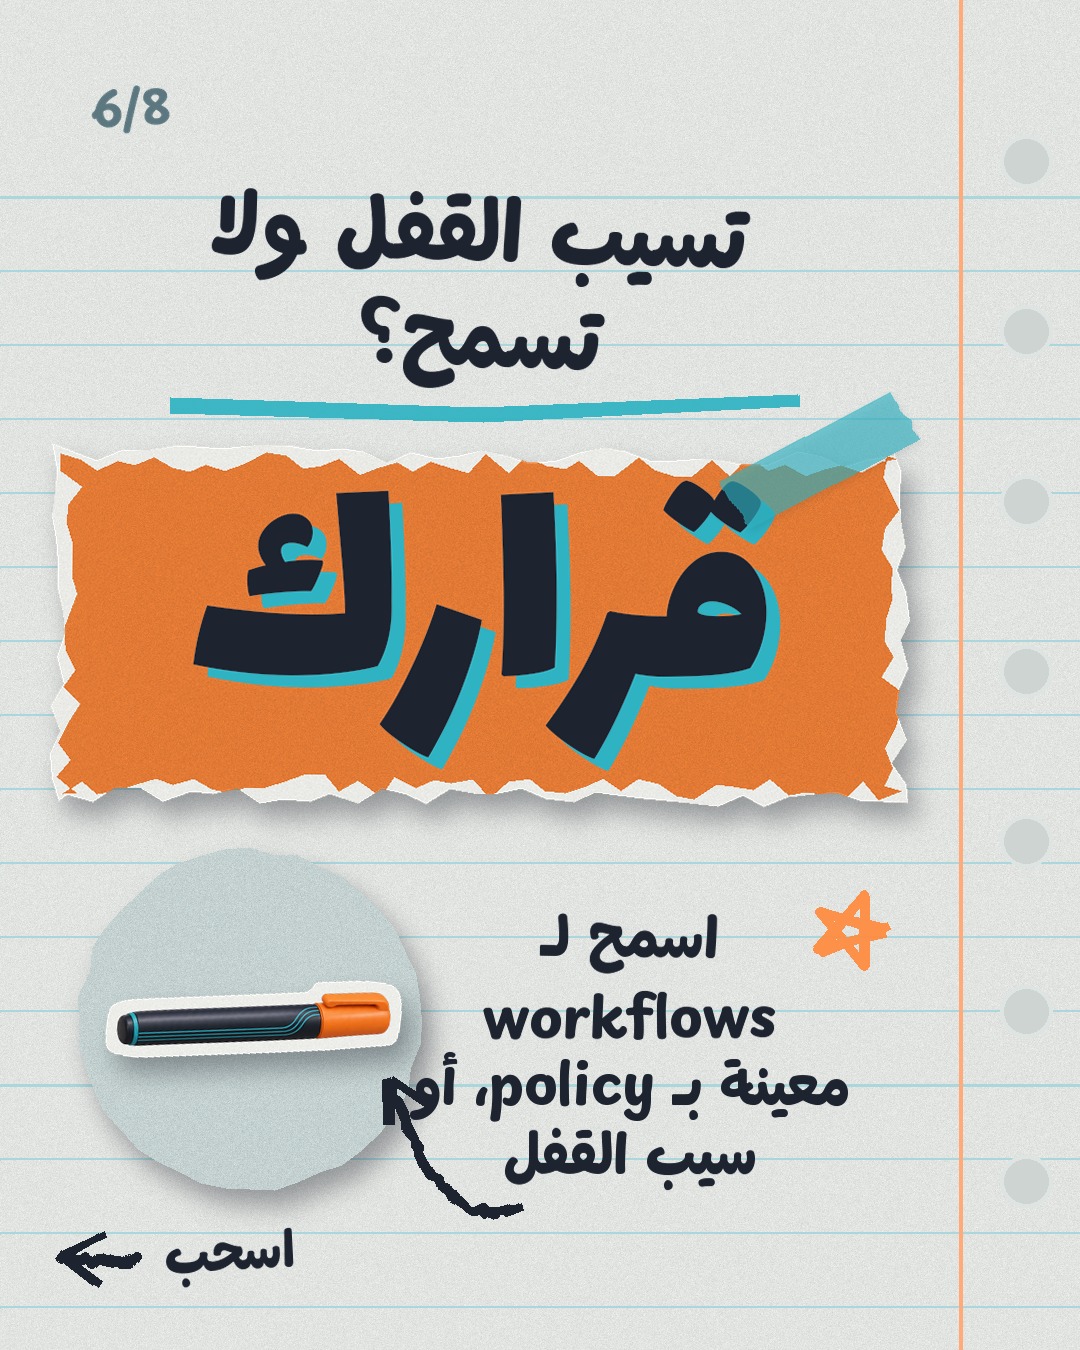 6/8
تسيب القفل ولا
تسمح؟
قرارك
اسمح لـ
workflows
معينة بـ policy، أو
سيب القفل
اسحب